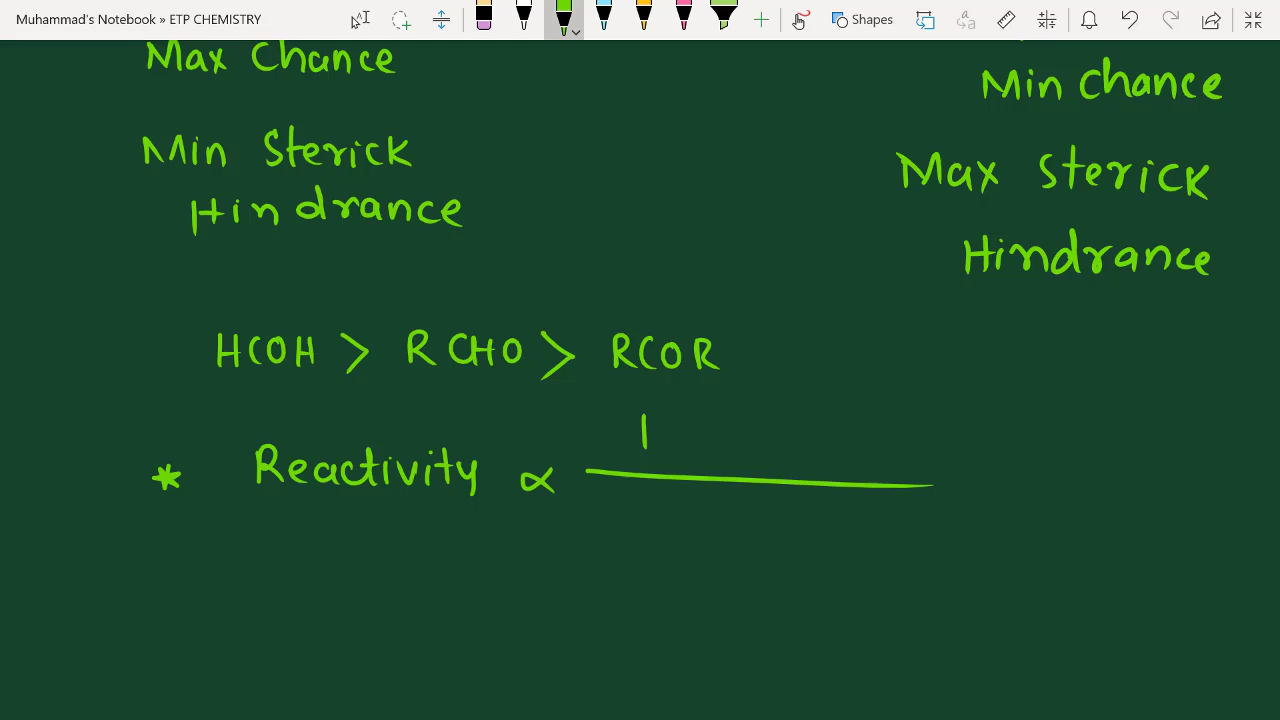 Muhammad's Notebook » ETP CHEMISTRY
Shapes
Max Chance
Min Chance
Min Sterick
Hindrance
Max Sterick
Hindrance
HCOH > RCHO > RCOR
* Reactivity ∝ 1